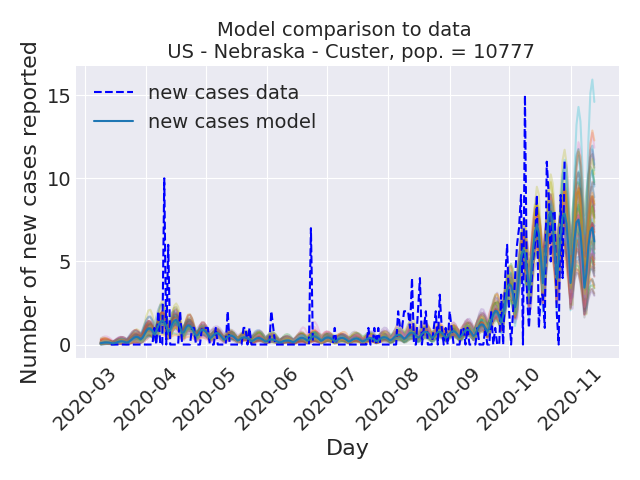 Model comparison to data
US - Nebraska - Custer, pop. = 10777
Number of new cases reported
15
10
5
0
new cases data
new cases model
2020-03
2020-04
2020-05
2020-06
2020-07
2020-08
2020-09
2020-10
2020-11
Day